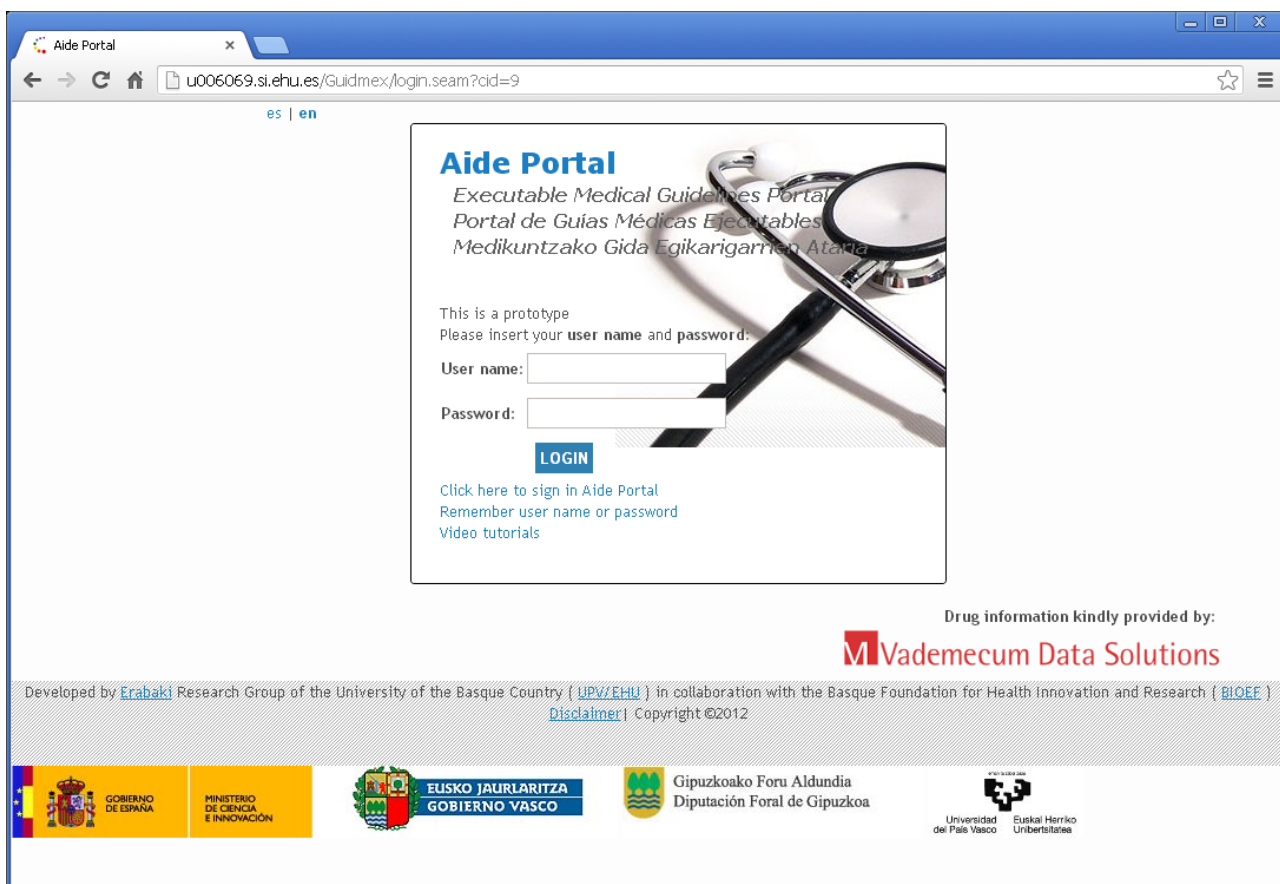 Aide Portal
u006069.si.ehu.es/Guidmex/login.seam?cid=9
es | en
Aide Portal
Executable Medical Guidelines Portal
Portal de Guías Médicas Ejecutables
Medikuntzako Gida Egikarigarrien Ataria
This is a prototype
Please insert your user name and password:
User name:
Password:
LOGIN
Click here to sign in Aide Portal
Remember user name or password
Video tutorials
Drug information kindly provided by:
Vademecum Data Solutions
Developed by Erabaki Research Group of the University of the Basque Country ( UPV/EHU ) in collaboration with the Basque Foundation for Health Innovation and Research ( BIOEF )
Disclaimer | Copyright ©2012
GOBIERNO
DE ESPAÑA
MINISTERIO
DE CIENCIA
E INNOVACIÓN
EUSKO JAURLARITZA
GOBIERNO VASCO
Gipuzkoako Foru Aldundia
Diputación Foral de Gipuzkoa
Universidad
del País Vasco
Euskal Herriko
Unibertsitatea